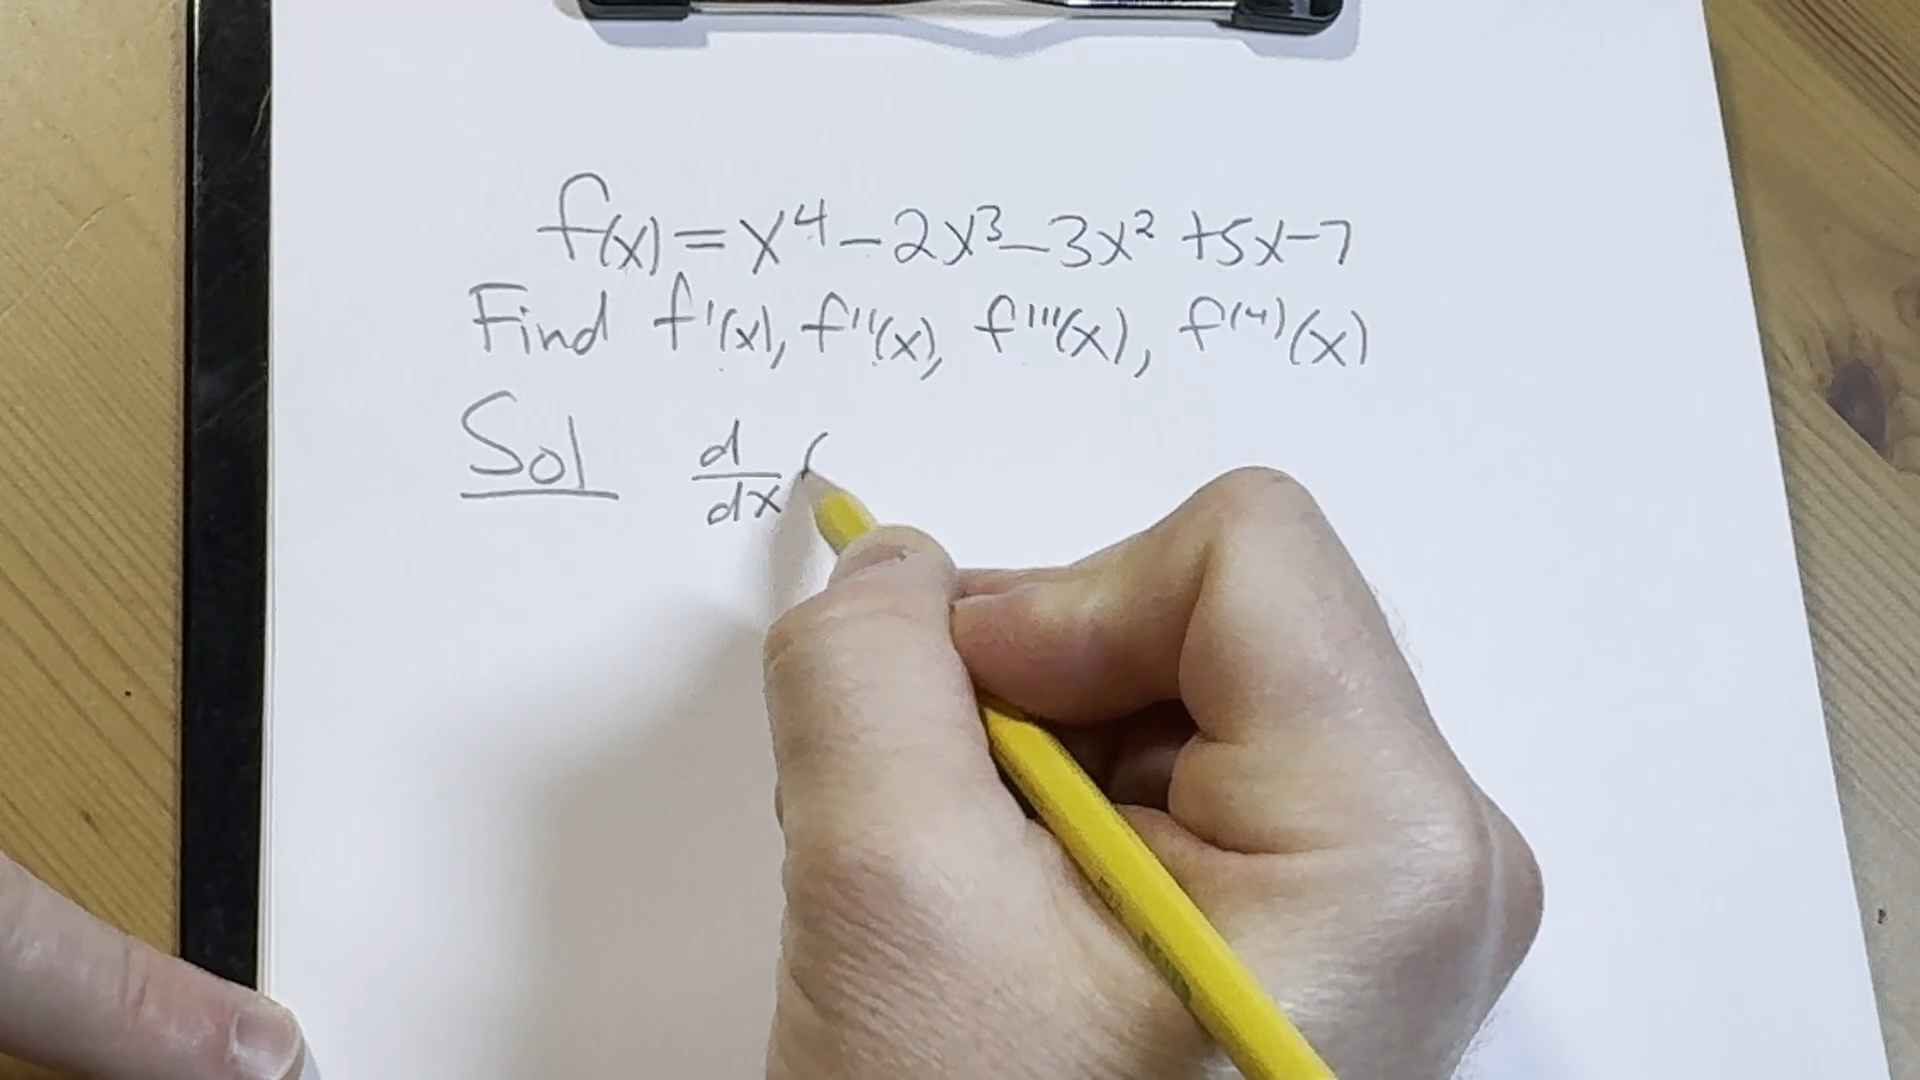 f(x) = x⁴ - 2x³ - 3x² + 5x - 7
Find f'(x), f''(x), f'''(x), f⁽⁴⁾(x)
Sol d/dx (